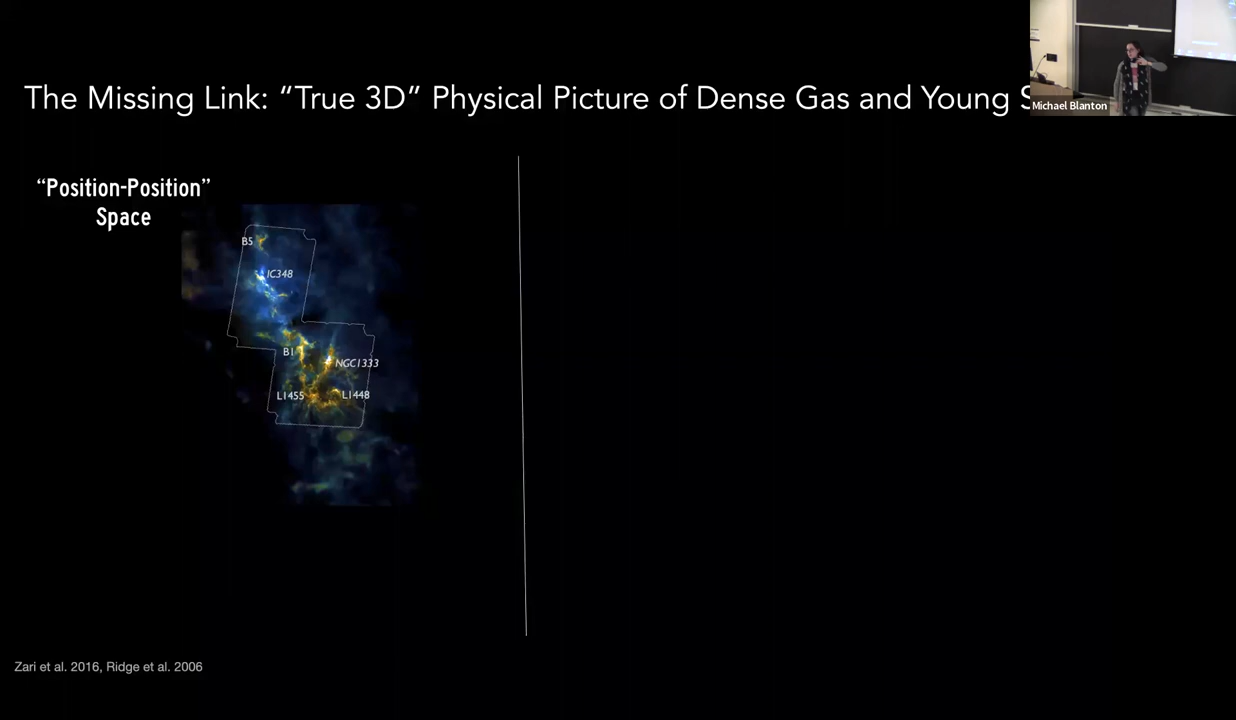 The Missing Link: “True 3D” Physical Picture of Dense Gas and Young S
Michael Blanton
“Position-Position”
Space
B5
IC348
B1
NGC1333
L1455
L1448
Zari et al. 2016, Ridge et al. 2006